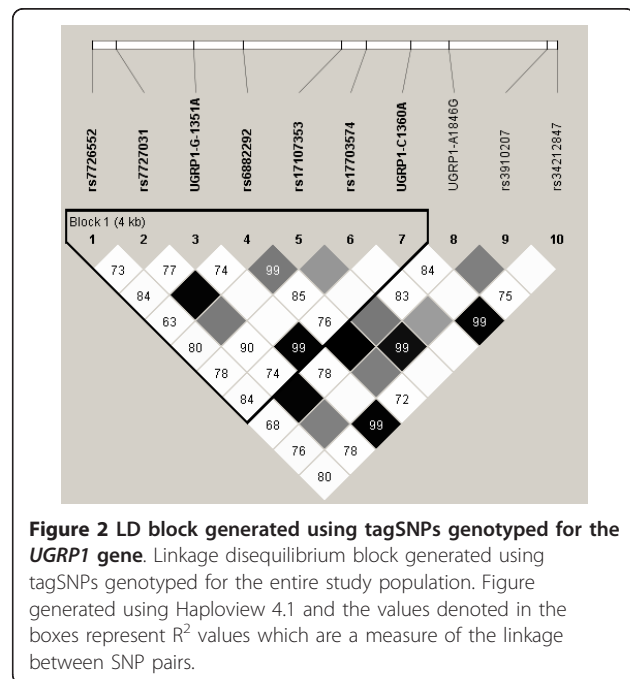 rs7726552
rs7727031
UGRP1-G-1351A
rs6882292
rs17107353
rs17703574
UGRP1-C1360A
UGRP1-A1846G
rs3910207
rs34212847
Block 1 (4 kb)
1 2 3 4 5 6 7 8 9 10
73 77 74 99 84
84 85 83 75
63 76 99
80 90 99 99
78 74 78
84 72
68 99
76 78
80
Figure 2 LD block generated using tagSNPs genotyped for the
UGRP1 gene. Linkage disequilibrium block generated using
tagSNPs genotyped for the entire study population. Figure
generated using Haploview 4.1 and the values denoted in the
boxes represent R² values which are a measure of the linkage
between SNP pairs.